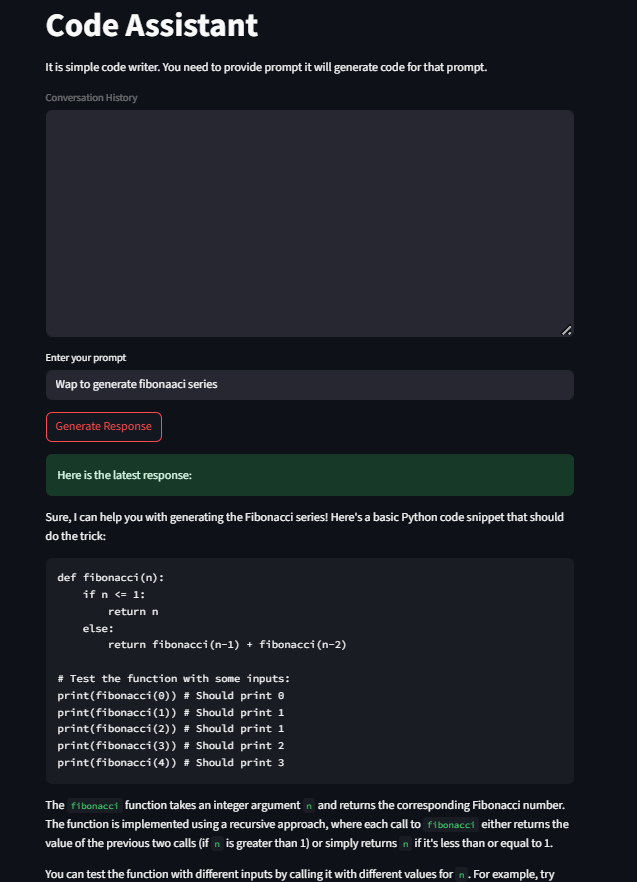 Code Assistant
It is simple code writer. You need to provide prompt it will generate code for that prompt.
Conversation History
Enter your prompt
Wap to generate fibonaaci series
Generate Response
Here is the latest response:
Sure, I can help you with generating the Fibonacci series! Here's a basic Python code snippet that should
do the trick:
def fibonacci(n):
    if n <= 1:
        return n
    else:
        return fibonacci(n-1) + fibonacci(n-2)
# Test the function with some inputs:
print(fibonacci(0)) # Should print 0
print(fibonacci(1)) # Should print 1
print(fibonacci(2)) # Should print 1
print(fibonacci(3)) # Should print 2
print(fibonacci(4)) # Should print 3
The fibonacci function takes an integer argument n and returns the corresponding Fibonacci number.
The function is implemented using a recursive approach, where each call to fibonacci either returns the
value of the previous two calls (if n is greater than 1) or simply returns n if it's less than or equal to 1.
You can test the function with different inputs by calling it with different values for n. For example, try